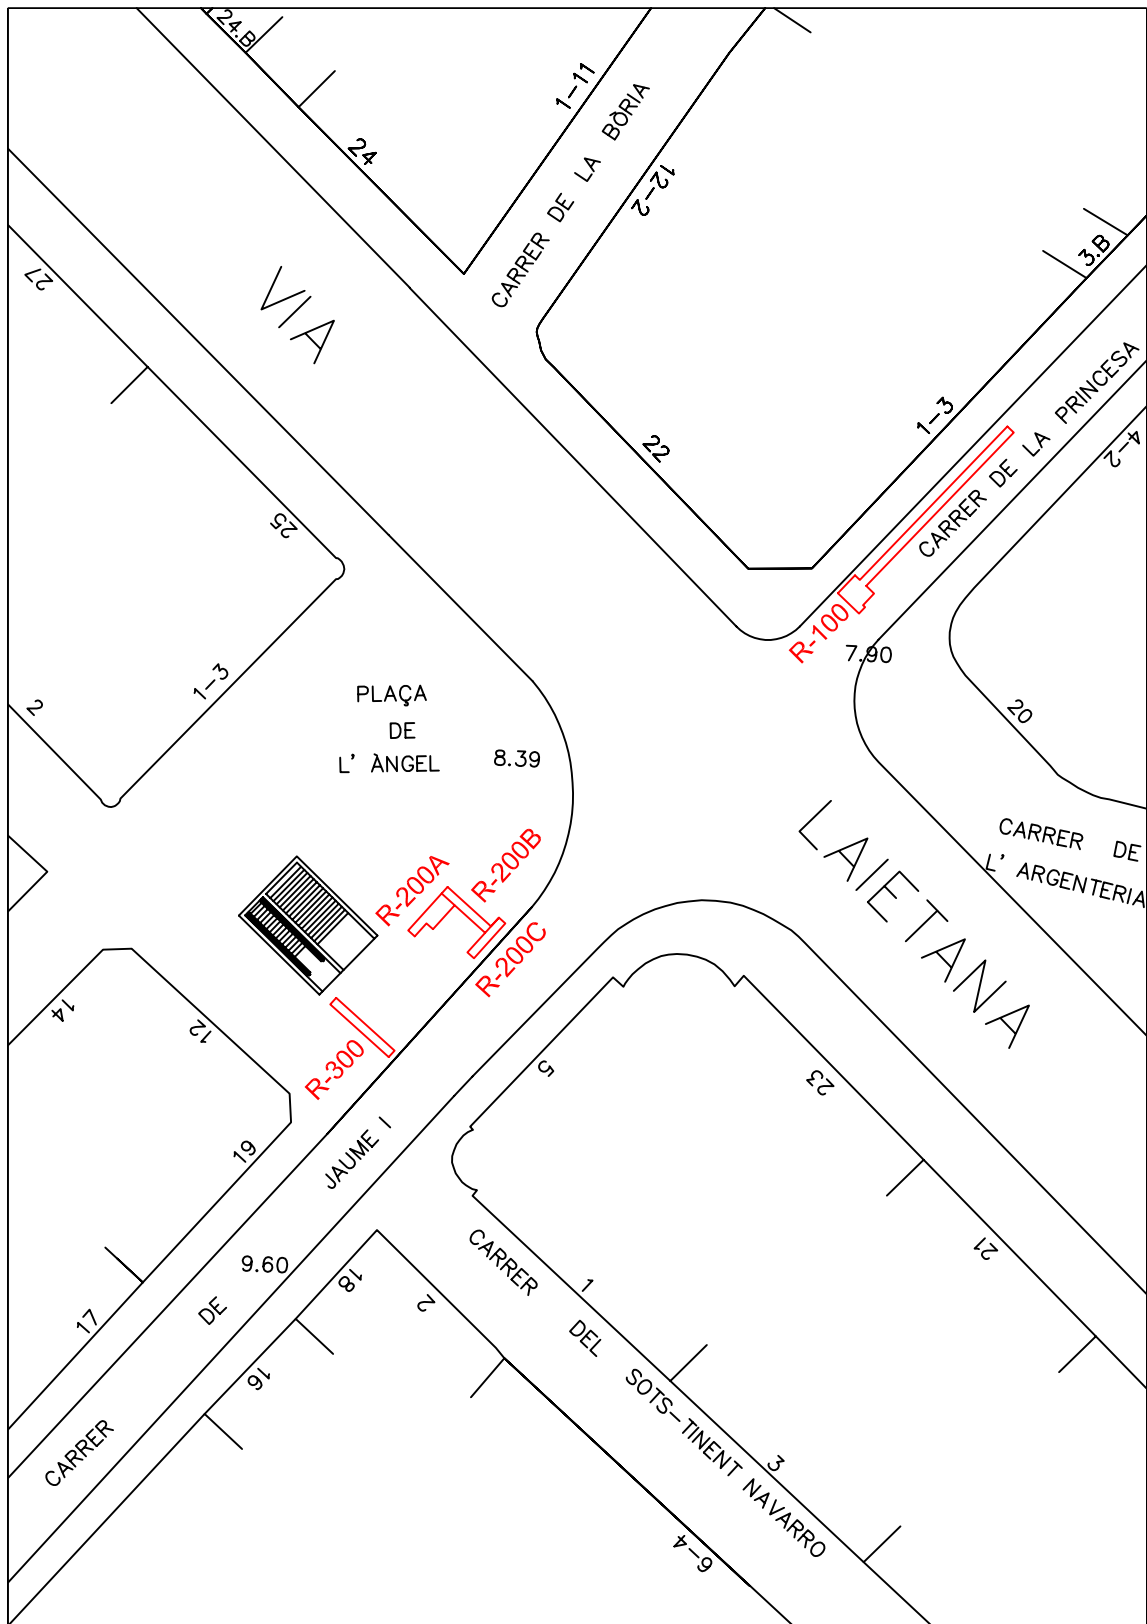 24.B
1-11
24
CARRER DE LA BÒRIA
12-2
3.B
27
VIA
CARRER DE LA PRINCESA
1-3
22
4-2
25
R-100
7.90
1-3
2
PLAÇA
DE
L' ÀNGEL
8.39
20
LAIETANA
CARRER DE
L' ARGENTERIA
R-200A
R-200B
R-200C
14
12
R-300
5
23
19
JAUME I
21
9.60
18
2
CARRER
1
DE
17
DEL
16
SOTS-TINENT NAVARRO
CARRER
3
6-4